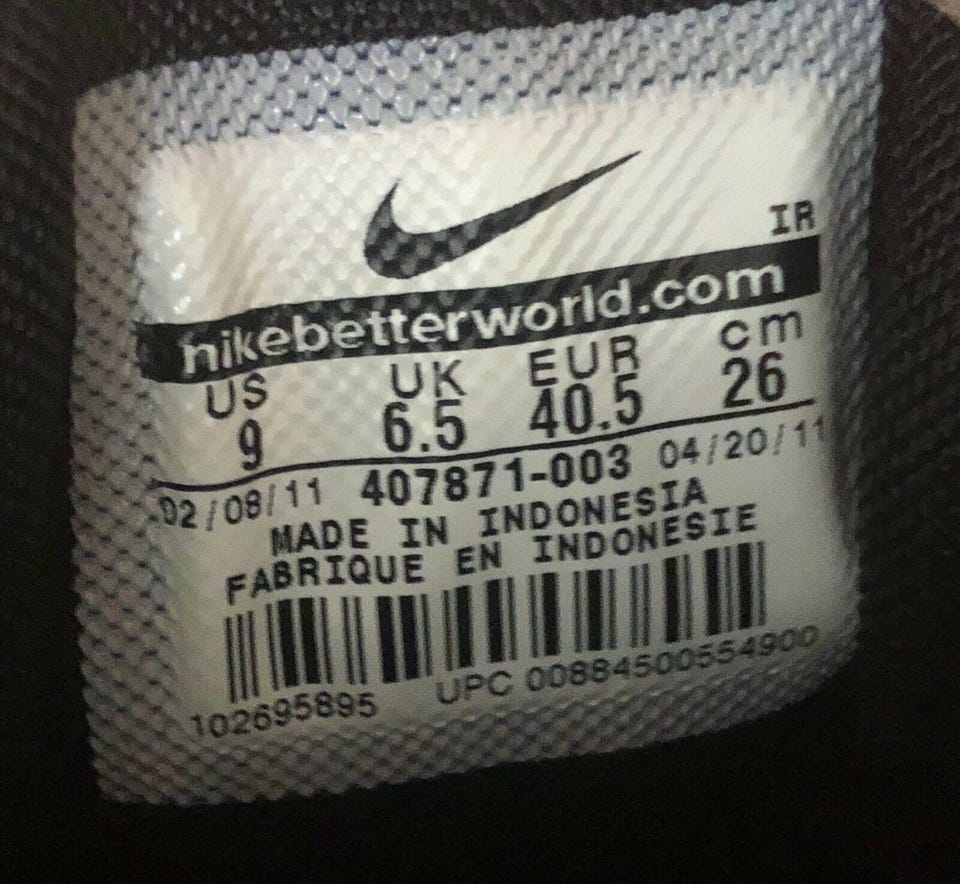 IR
nikebetterworld.com
US UK EUR cm
9 6.5 40.5 26
02/08/11 407871-003 04/20/11
MADE IN INDONESIA
FABRIQUE EN INDONESIE
102695895 UPC 00884500554900